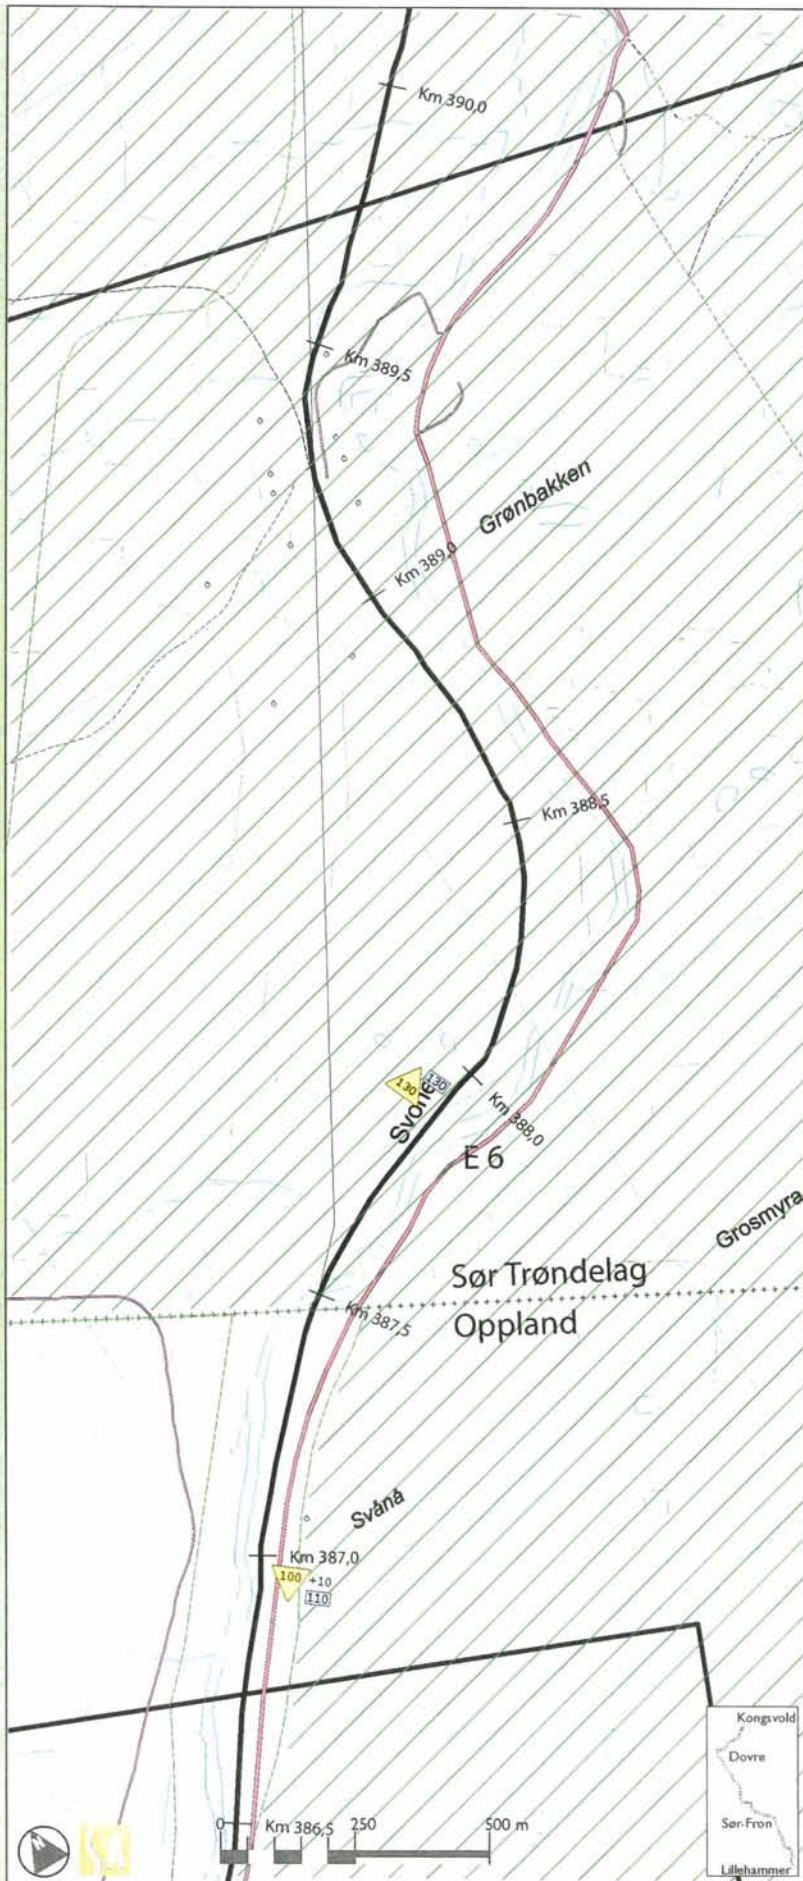 Km 390,0
Km 389,5
Grønbakken
Km 389,0
Km 388,5
130
130
Svone
Km 388,0
E 6
Grosmyra
Sør Trøndelag
Km 387,5
Oppland
Svåná
Km 387,0
100 +10
110
Kongsvold
Dovre
Sør-Fron
Lillehammer
0 Km 386,5 250 500 m